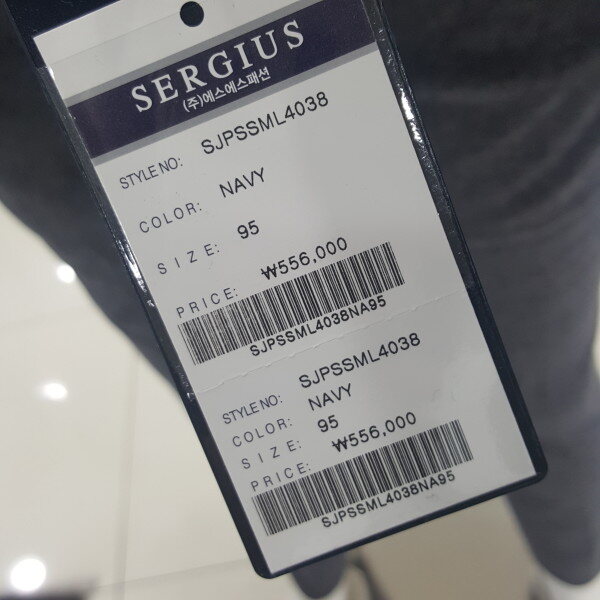 SERGIUS
(주)에스에스패션
STYLE NO: SJPSSML4038
COLOR: NAVY
SIZE: 95
PRICE: ₩556,000
SJPSSML4038NA95
STYLE NO: SJPSSML4038
COLOR: NAVY
SIZE: 95
PRICE: ₩556,000
SJPSSML4038NA95